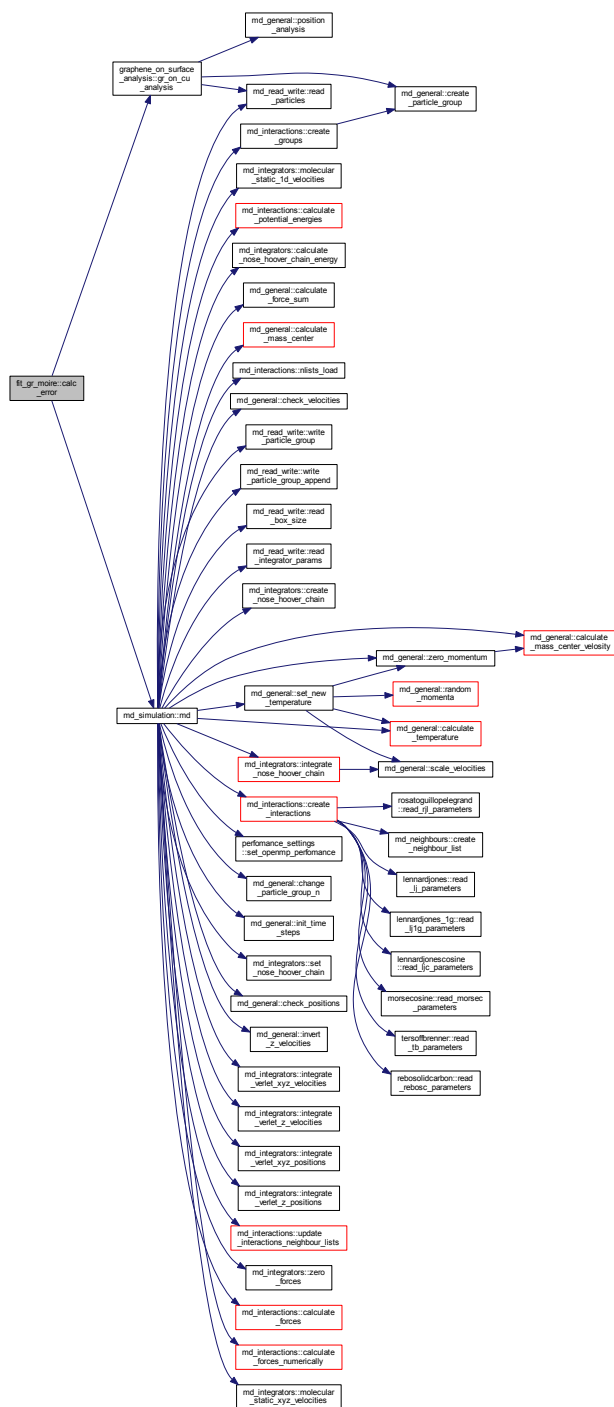 md_general::position
_analysis
graphene_on_surface
_analysis::gr_on_cu
_analysis
md_read_write::read
_particles
md_general::create
_particle_group
md_interactions::create
_groups
md_integrators::molecular
_static_1d_velocities
md_interactions::calculate
_potential_energies
md_integrators::calculate
_nose_hoover_chain_energy
md_general::calculate
_force_sum
md_general::calculate
_mass_center
md_interactions::nlists_load
fit_gr_moire::calc
_error
md_general::check_velocities
md_read_write::write
_particle_group
md_read_write::write
_particle_group_append
md_read_write::read
_box_size
md_read_write::read
_integrator_params
md_integrators::create
_nose_hoover_chain
md_general::calculate
_mass_center_velosity
md_general::zero_momentum
md_general::set_new
_temperature
md_general::random
_momenta
md_simulation::md
md_general::calculate
_temperature
md_integrators::integrate
_nose_hoover_chain
md_general::scale_velocities
md_interactions::create
_interactions
rosatoguillopelegrand
::read_rjl_parameters
perfomance_settings
::set_openmp_perfomance
md_neighbours::create
_neighbour_list
md_general::change
_particle_group_n
lennardjones::read
_lj_parameters
md_general::init_time
_steps
lennardjones_1g::read
_lj1g_parameters
md_integrators::set
_nose_hoover_chain
lennardjonescosine
::read_ljc_parameters
md_general::check_positions
morsecosine::read_morsec
_parameters
md_general::invert
_z_velocities
tersoffbrenner::read
_tb_parameters
md_integrators::integrate
_verlet_xyz_velocities
rebosolidcarbon::read
_rebosc_parameters
md_integrators::integrate
_verlet_z_velocities
md_integrators::integrate
_verlet_xyz_positions
md_integrators::integrate
_verlet_z_positions
md_interactions::update
_interactions_neighbour_lists
md_integrators::zero
_forces
md_interactions::calculate
_forces
md_interactions::calculate
_forces_numerically
md_integrators::molecular
_static_xyz_velocities